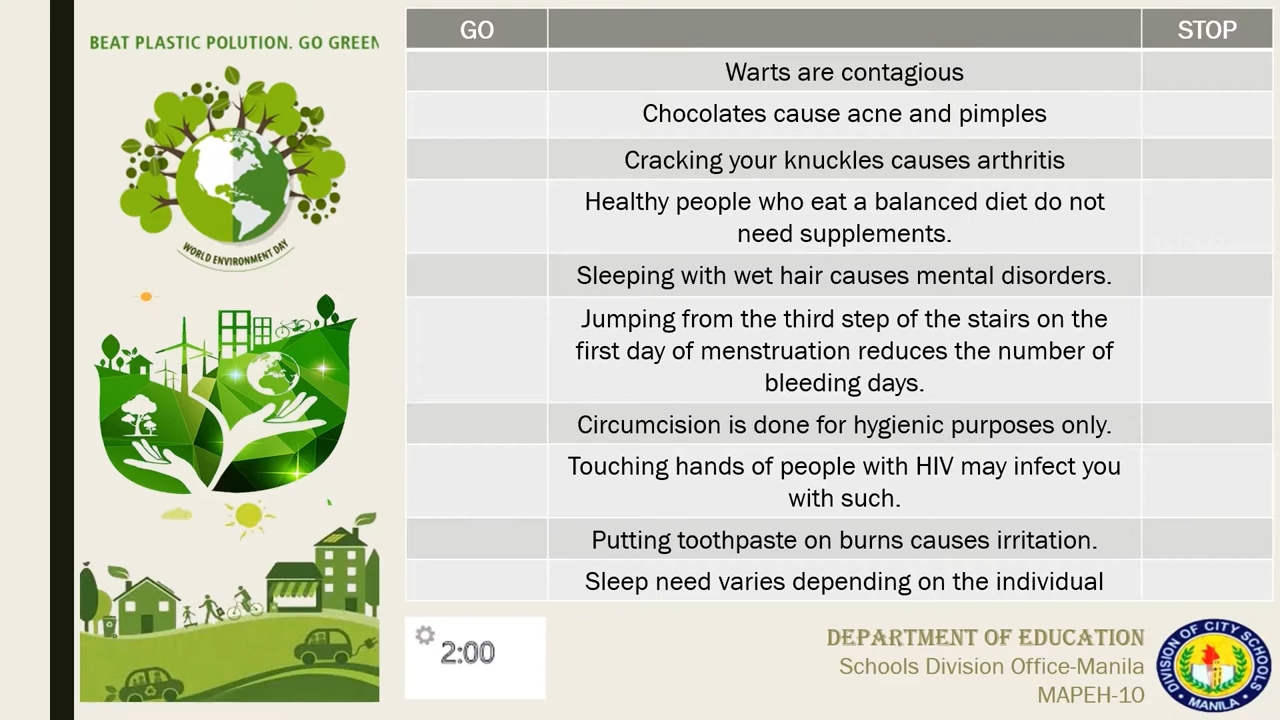 BEAT PLASTIC POLUTION. GO GREEN
WORLD ENVIRONMENT DAY
GO
STOP
Warts are contagious
Chocolates cause acne and pimples
Cracking your knuckles causes arthritis
Healthy people who eat a balanced diet do not
need supplements.
Sleeping with wet hair causes mental disorders.
Jumping from the third step of the stairs on the
first day of menstruation reduces the number of
bleeding days.
Circumcision is done for hygienic purposes only.
Touching hands of people with HIV may infect you
with such.
Putting toothpaste on burns causes irritation.
Sleep need varies depending on the individual
2:00
DEPARTMENT OF EDUCATION
Schools Division Office-Manila
MAPEH-10
DIVISION OF CITY SCHOOLS
MANILA